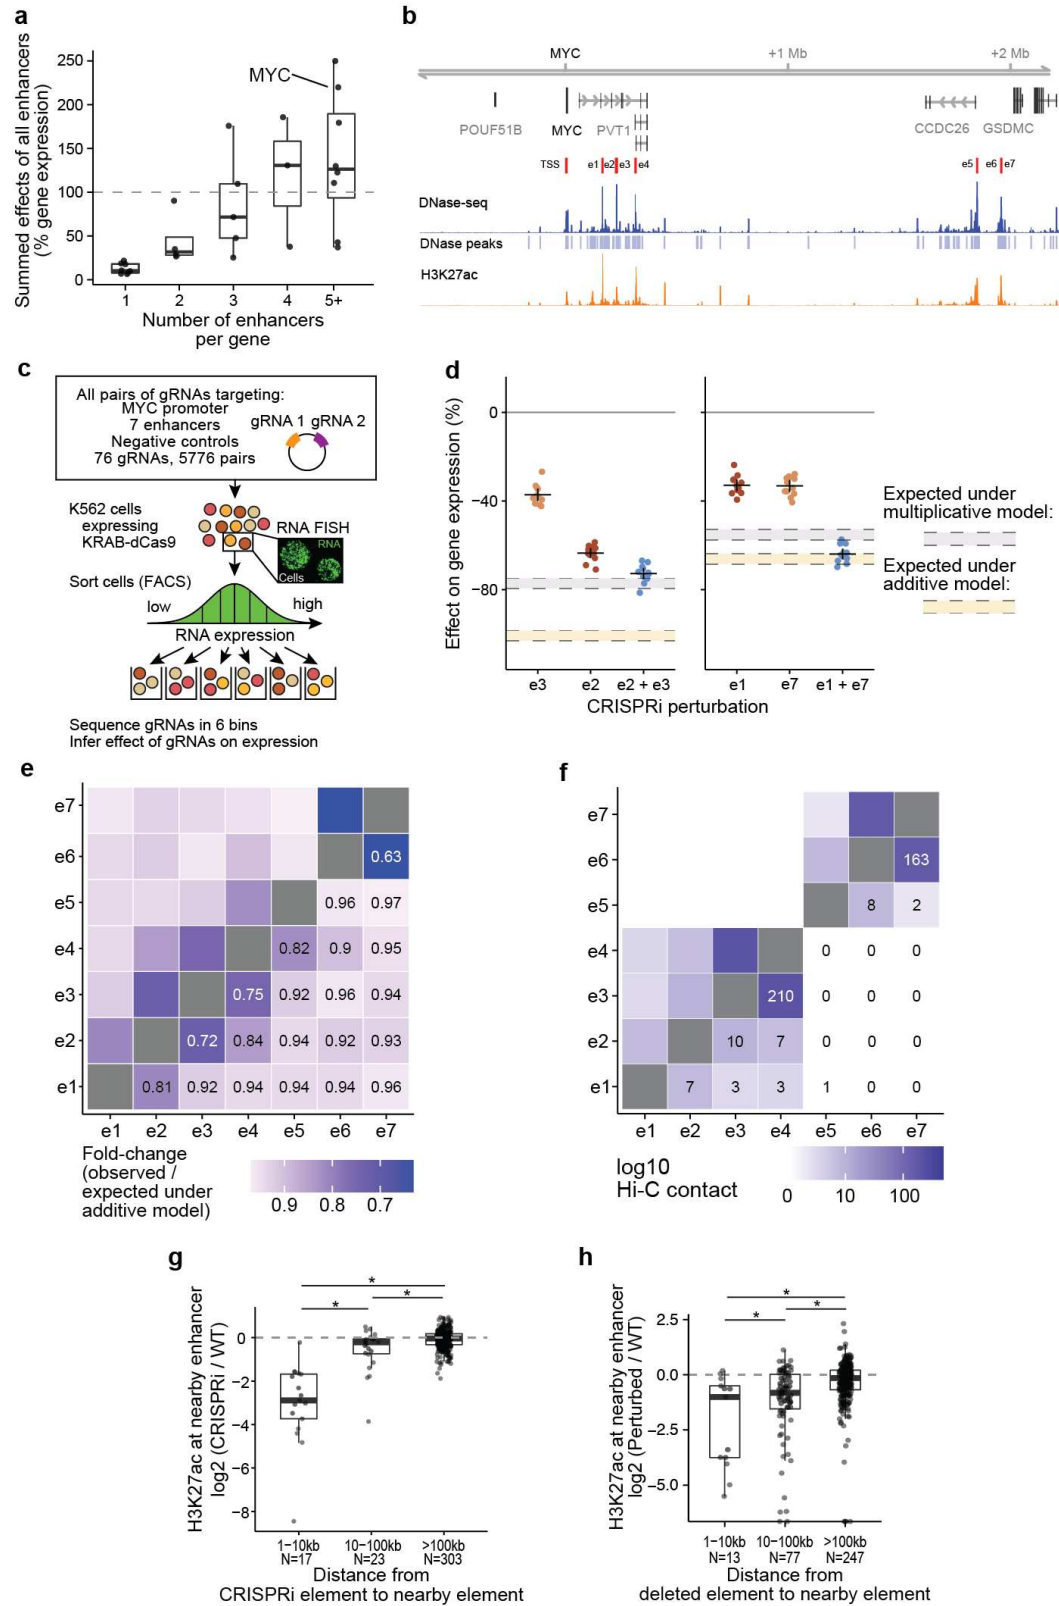 a
Summed effects of all enhancers
(% gene expression)
250
200
150
100
50
0
MYC
1
2
3
4
5+
Number of enhancers
per gene
b
MYC
+1 Mb
+2 Mb
POUF51B
MYC
PVT1
CCDC26
GSDMC
TSS
e1
e2
e3
e4
e5
e6
e7
DNase-seq
DNase peaks
H3K27ac
c
All pairs of gRNAs targeting:
MYC promoter
7 enhancers
Negative controls
76 gRNAs, 5776 pairs
gRNA 1 gRNA 2
K562 cells
expressing
KRAB-dCas9
RNA FISH
RNA
Cells
Sort cells (FACS)
low
high
RNA expression
Sequence gRNAs in 6 bins
Infer effect of gRNAs on expression
d
Effect on gene expression (%)
0
−40
−80
e3
e2
e2 + e3
e1
e7
e1 + e7
CRISPRi perturbation
Expected under
multiplicative model:
Expected under
additive model:
e
e7
e6
0.63
e5
0.96
0.97
e4
0.82
0.9
0.95
e3
0.75
0.92
0.96
0.94
e2
0.72
0.84
0.94
0.92
0.93
e1
0.81
0.92
0.94
0.94
0.94
0.96
e1
e2
e3
e4
e5
e6
e7
Fold-change
(observed /
expected under
additive model)
0.9
0.8
0.7
f
e7
e6
163
e5
8
2
e4
0
0
0
e3
210
0
0
0
e2
10
7
0
0
0
e1
7
3
3
1
0
0
e1
e2
e3
e4
e5
e6
e7
log10
Hi-C contact
0
10
100
g
H3K27ac at nearby enhancer
log2 (CRISPRi / WT)
*
*
*
0
−2
−4
−6
−8
1−10kb
N=17
10−100kb
N=23
>100kb
N=303
Distance from
CRISPRi element to nearby element
h
H3K27ac at nearby enhancer
log2 (Perturbed / WT)
*
*
*
2.5
0.0
−2.5
−5.0
1−10kb
N=13
10−100kb
N=77
>100kb
N=247
Distance from
deleted element to nearby element